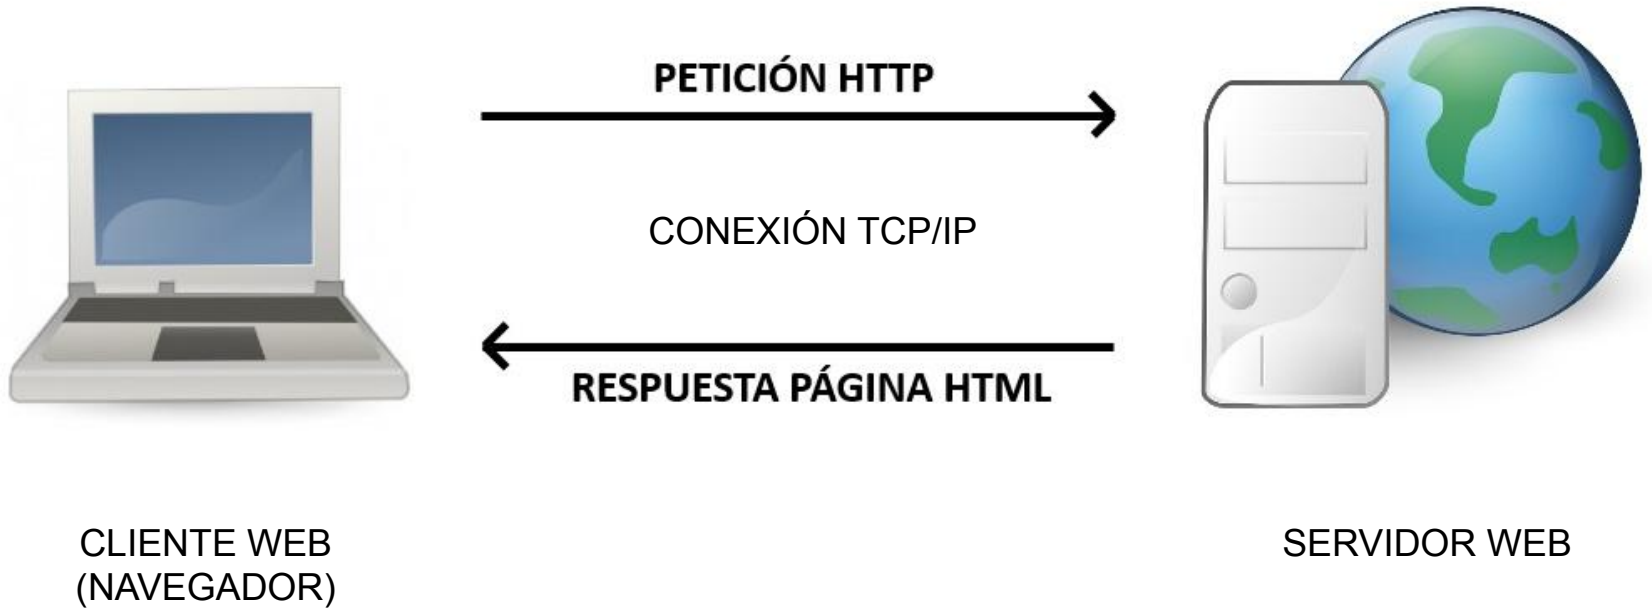 PETICIÓN HTTP
CONEXIÓN TCP/IP
RESPUESTA PÁGINA HTML
CLIENTE WEB
(NAVEGADOR)
SERVIDOR WEB